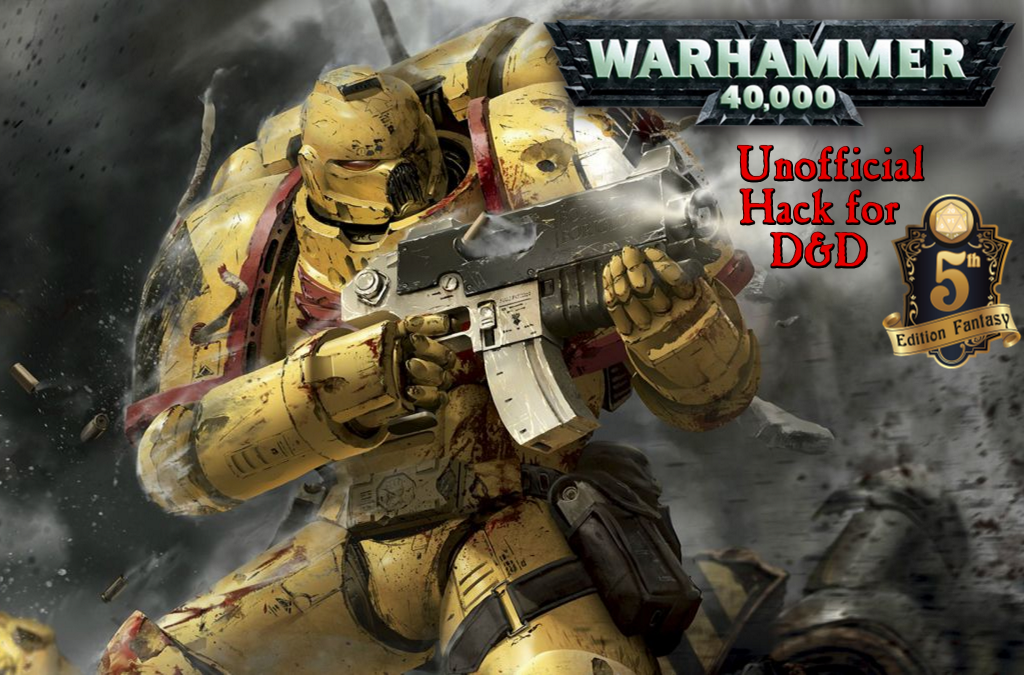 WARHAMMER
40,000
Unofficial
Hack for
D&D
5th
Edition Fantasy